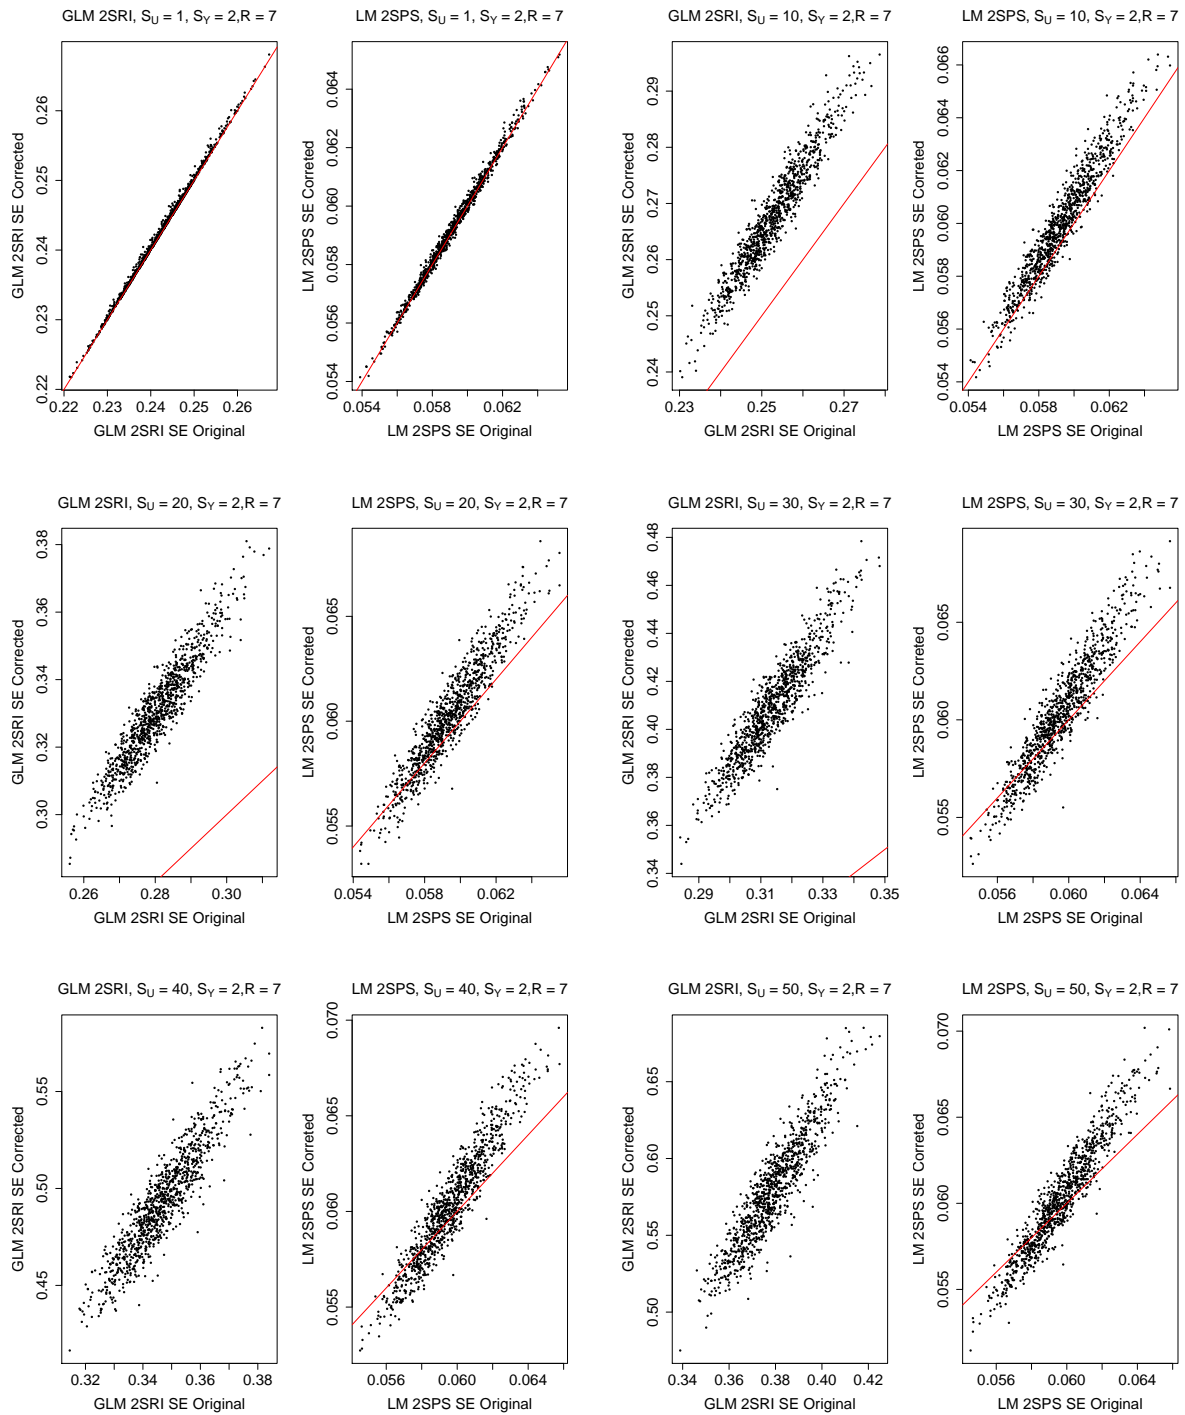 GLM 2SRI, S_U = 1, S_Y = 2,R = 7
GLM 2SRI SE Corrected
0.22 0.23 0.24 0.25 0.26
0.22 0.23 0.24 0.25 0.26
GLM 2SRI SE Original
LM 2SPS, S_U = 1, S_Y = 2,R = 7
LM 2SPS SE Correted
0.054 0.056 0.058 0.060 0.062 0.064
0.054 0.058 0.062
LM 2SPS SE Original
GLM 2SRI, S_U = 10, S_Y = 2,R = 7
GLM 2SRI SE Corrected
0.24 0.25 0.26 0.27 0.28 0.29
0.23 0.25 0.27
GLM 2SRI SE Original
LM 2SPS, S_U = 10, S_Y = 2,R = 7
LM 2SPS SE Correted
0.054 0.056 0.058 0.060 0.062 0.064 0.066
0.054 0.058 0.062
LM 2SPS SE Original
GLM 2SRI, S_U = 20, S_Y = 2,R = 7
GLM 2SRI SE Corrected
0.30 0.32 0.34 0.36 0.38
0.26 0.28 0.30
GLM 2SRI SE Original
LM 2SPS, S_U = 20, S_Y = 2,R = 7
LM 2SPS SE Correted
0.055 0.060 0.065
0.054 0.058 0.062
LM 2SPS SE Original
GLM 2SRI, S_U = 30, S_Y = 2,R = 7
GLM 2SRI SE Corrected
0.34 0.36 0.38 0.40 0.42 0.44 0.46 0.48
0.29 0.31 0.33 0.35
GLM 2SRI SE Original
LM 2SPS, S_U = 30, S_Y = 2,R = 7
LM 2SPS SE Correted
0.055 0.060 0.065
0.056 0.060 0.064
LM 2SPS SE Original
GLM 2SRI, S_U = 40, S_Y = 2,R = 7
GLM 2SRI SE Corrected
0.45 0.50 0.55
0.32 0.34 0.36 0.38
GLM 2SRI SE Original
LM 2SPS, S_U = 40, S_Y = 2,R = 7
LM 2SPS SE Correted
0.055 0.060 0.065 0.070
0.056 0.060 0.064
LM 2SPS SE Original
GLM 2SRI, S_U = 50, S_Y = 2,R = 7
GLM 2SRI SE Corrected
0.50 0.55 0.60 0.65
0.34 0.36 0.38 0.40 0.42
GLM 2SRI SE Original
LM 2SPS, S_U = 50, S_Y = 2,R = 7
LM 2SPS SE Correted
0.055 0.060 0.065 0.070
0.056 0.060 0.064
LM 2SPS SE Original